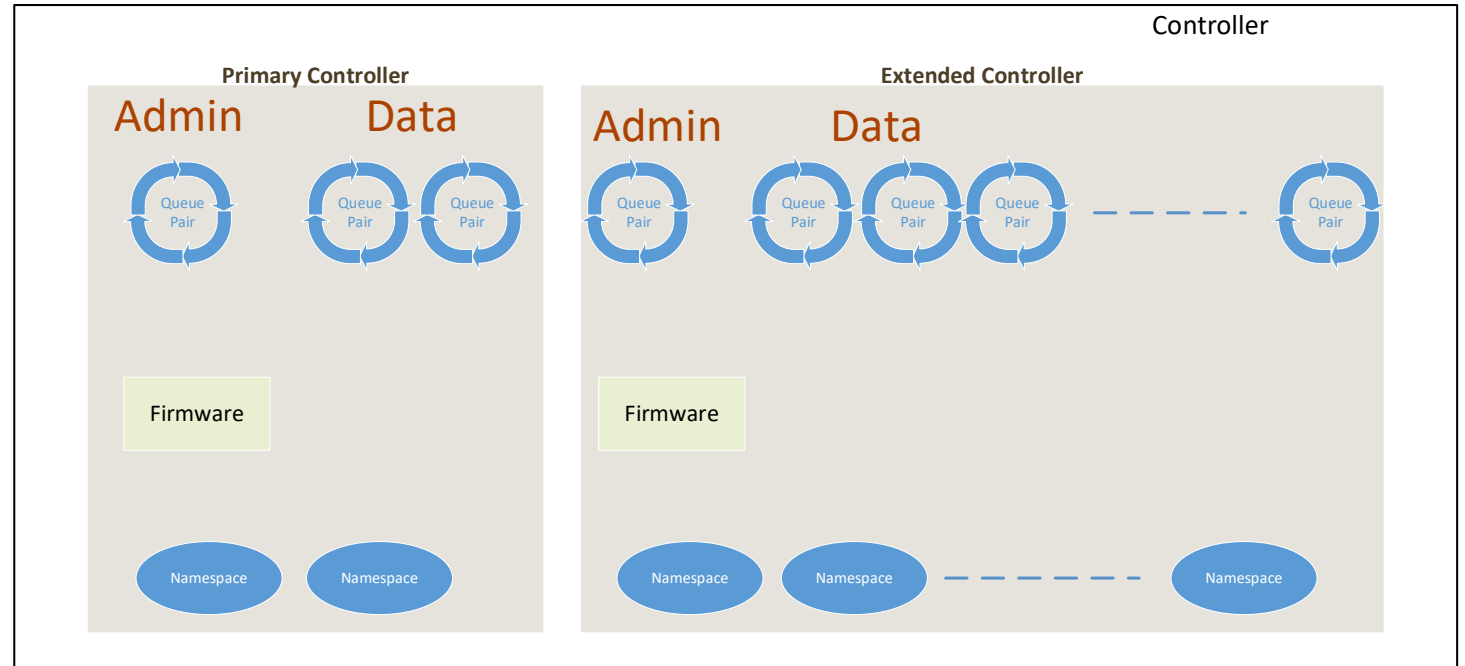 Controller
Primary Controller
Extended Controller
Admin
Data
Admin
Data
Queue
Pair
Queue
Pair
Queue
Pair
Queue
Pair
Queue
Pair
Queue
Pair
Queue
Pair
Queue
Pair
Firmware
Firmware
Namespace
Namespace
Namespace
Namespace
Namespace